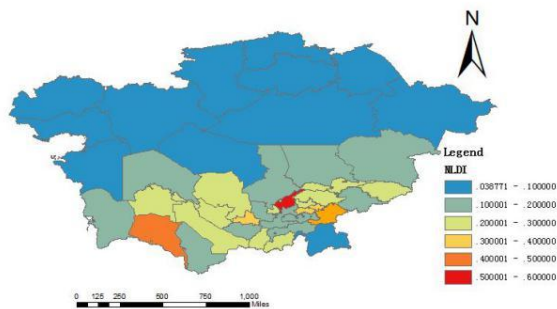 N
Legend
NLDI
.038771 - .100000
.100001 - .200000
.200001 - .300000
.300001 - .400000
.400001 - .500000
.500001 - .600000
0 125 250 500 750 1,000
Miles